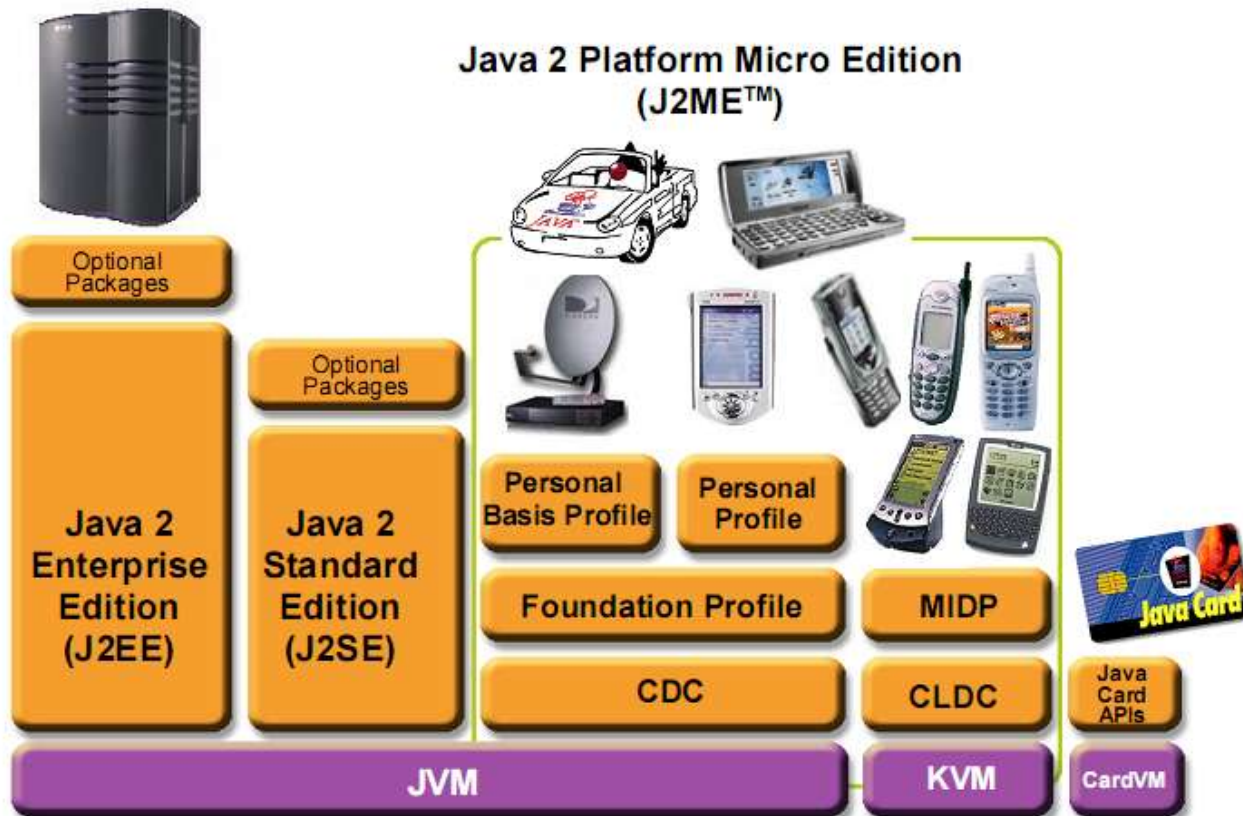 Java 2 Platform Micro Edition
(J2ME™)
JAVA
Optional
Packages
Optional
Packages
Java 2
Enterprise
Edition
(J2EE)
Java 2
Standard
Edition
(J2SE)
Personal
Basis Profile
Personal
Profile
Foundation Profile
MIDP
CDC
CLDC
Java Card
Java
Card
APIs
JVM
KVM
CardVM